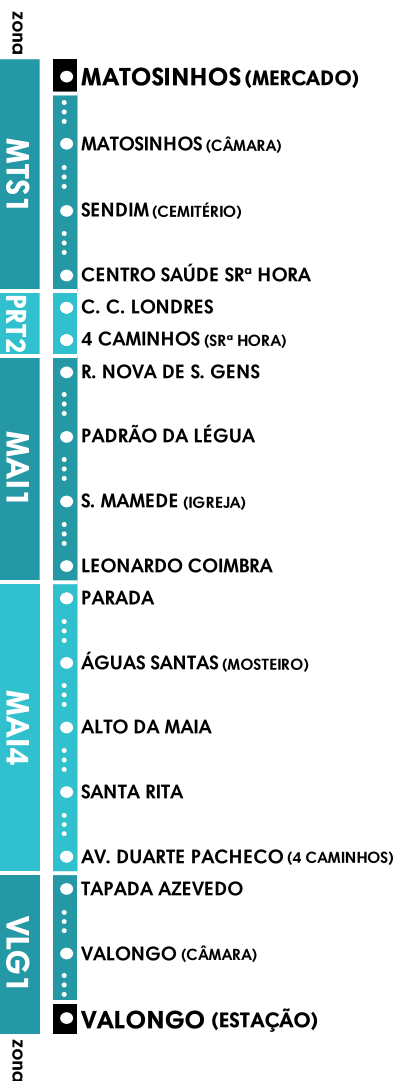 zona
MTS1
MATOSINHOS (MERCADO)
MATOSINHOS (CÂMARA)
SENDIM (CEMITÉRIO)
CENTRO SAÚDE SRª HORA
PRT2
C. C. LONDRES
4 CAMINHOS (SRª HORA)
MAI1
R. NOVA DE S. GENS
PADRÃO DA LÉGUA
S. MAMEDE (IGREJA)
LEONARDO COIMBRA
MAI4
PARADA
ÁGUAS SANTAS (MOSTEIRO)
ALTO DA MAIA
SANTA RITA
AV. DUARTE PACHECO (4 CAMINHOS)
VLG1
TAPADA AZEVEDO
VALONGO (CÂMARA)
VALONGO (ESTAÇÃO)
zona